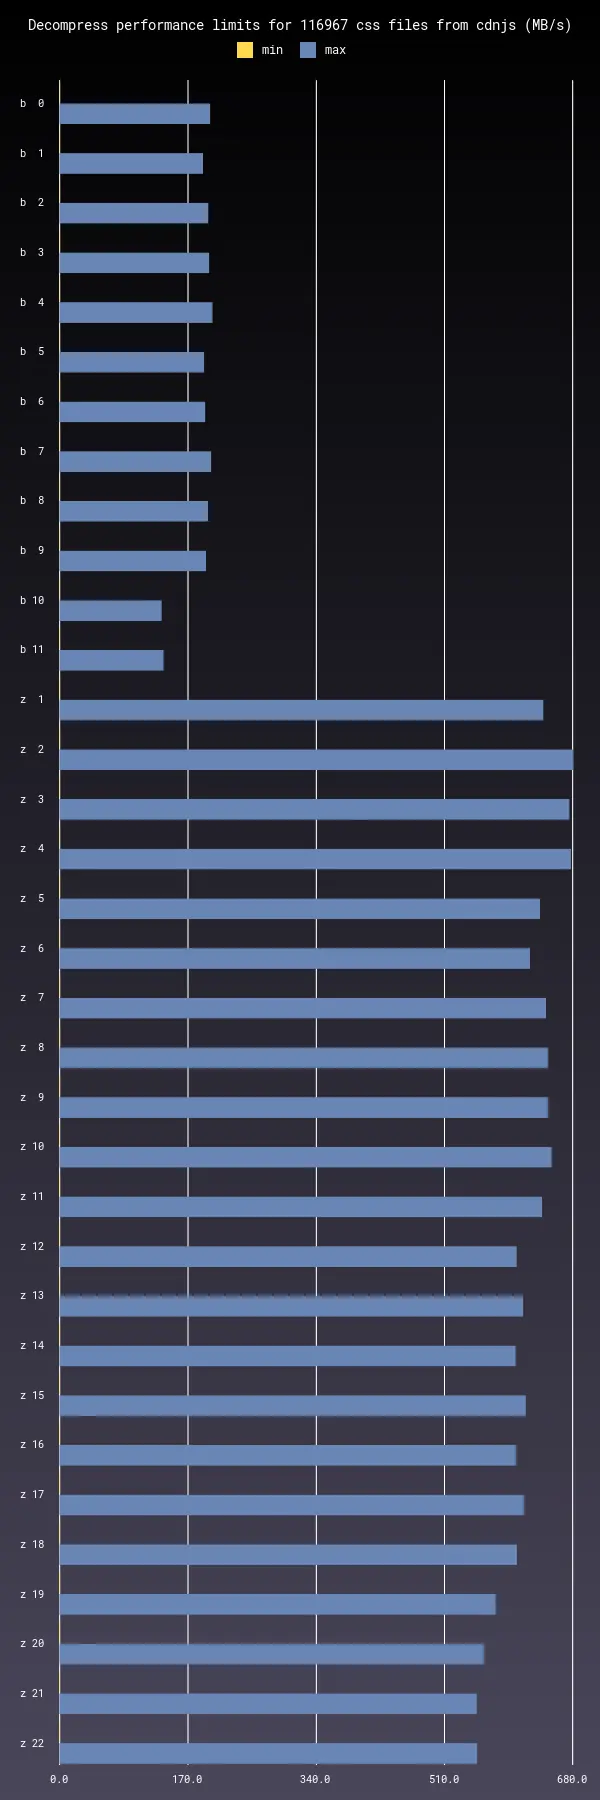 Decompress performance limits for 116967 css files from cdnjs (MB/s)
min max
b 0
b 1
b 2
b 3
b 4
b 5
b 6
b 7
b 8
b 9
b 10
b 11
z 1
z 2
z 3
z 4
z 5
z 6
z 7
z 8
z 9
z 10
z 11
z 12
z 13
z 14
z 15
z 16
z 17
z 18
z 19
z 20
z 21
z 22
0.0 170.0 340.0 510.0 680.0